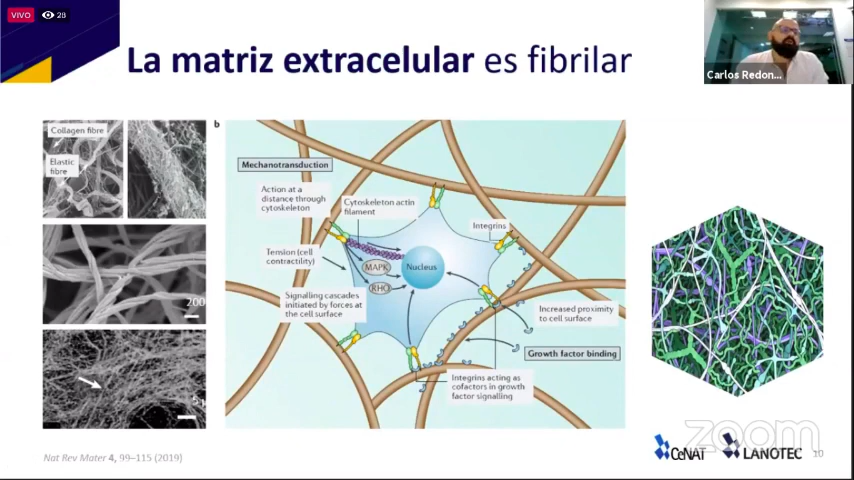 VIVO
28
La matriz extracelular es fibrilar
Carlos Redon...
Collagen fibre
Elastic
fibre
200
b
Mechanotransduction
Action at a
distance through
cytoskeleton
Cytoskeleton actin
filament
Integrins
Tension (cell
contractility)
MAPK
Nucleus
RHO
Signalling cascades
initiated by forces at
the cell surface
Increased proximity
to cell surface
Growth factor binding
Integrins acting as
cofactors in growth
factor signalling
Nat Rev Mater 4, 99–115 (2019)
CeNAT
LANOTEC
zoom
10